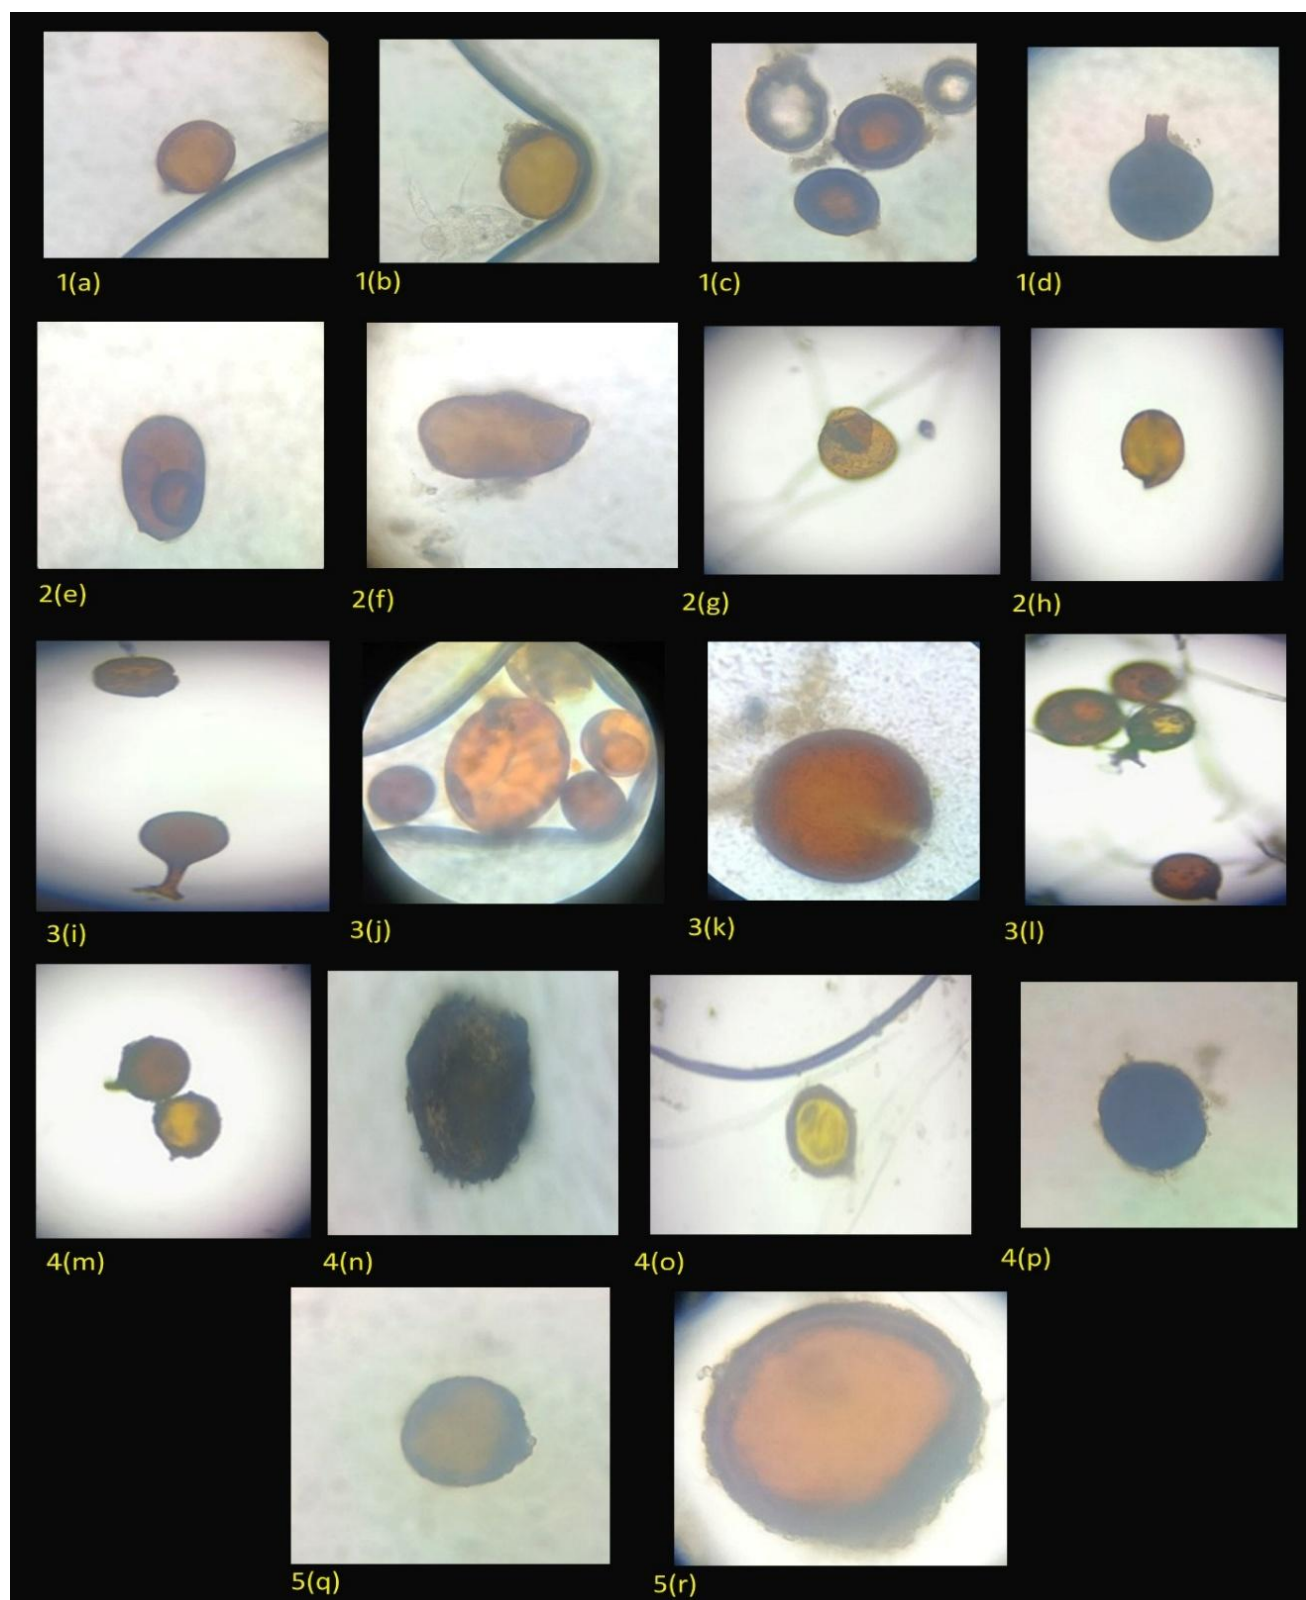 1(a) 1(b) 1(c) 1(d)
2(e) 2(f) 2(g) 2(h)
3(i) 3(j) 3(k) 3(l)
4(m) 4(n) 4(o) 4(p)
5(q) 5(r)